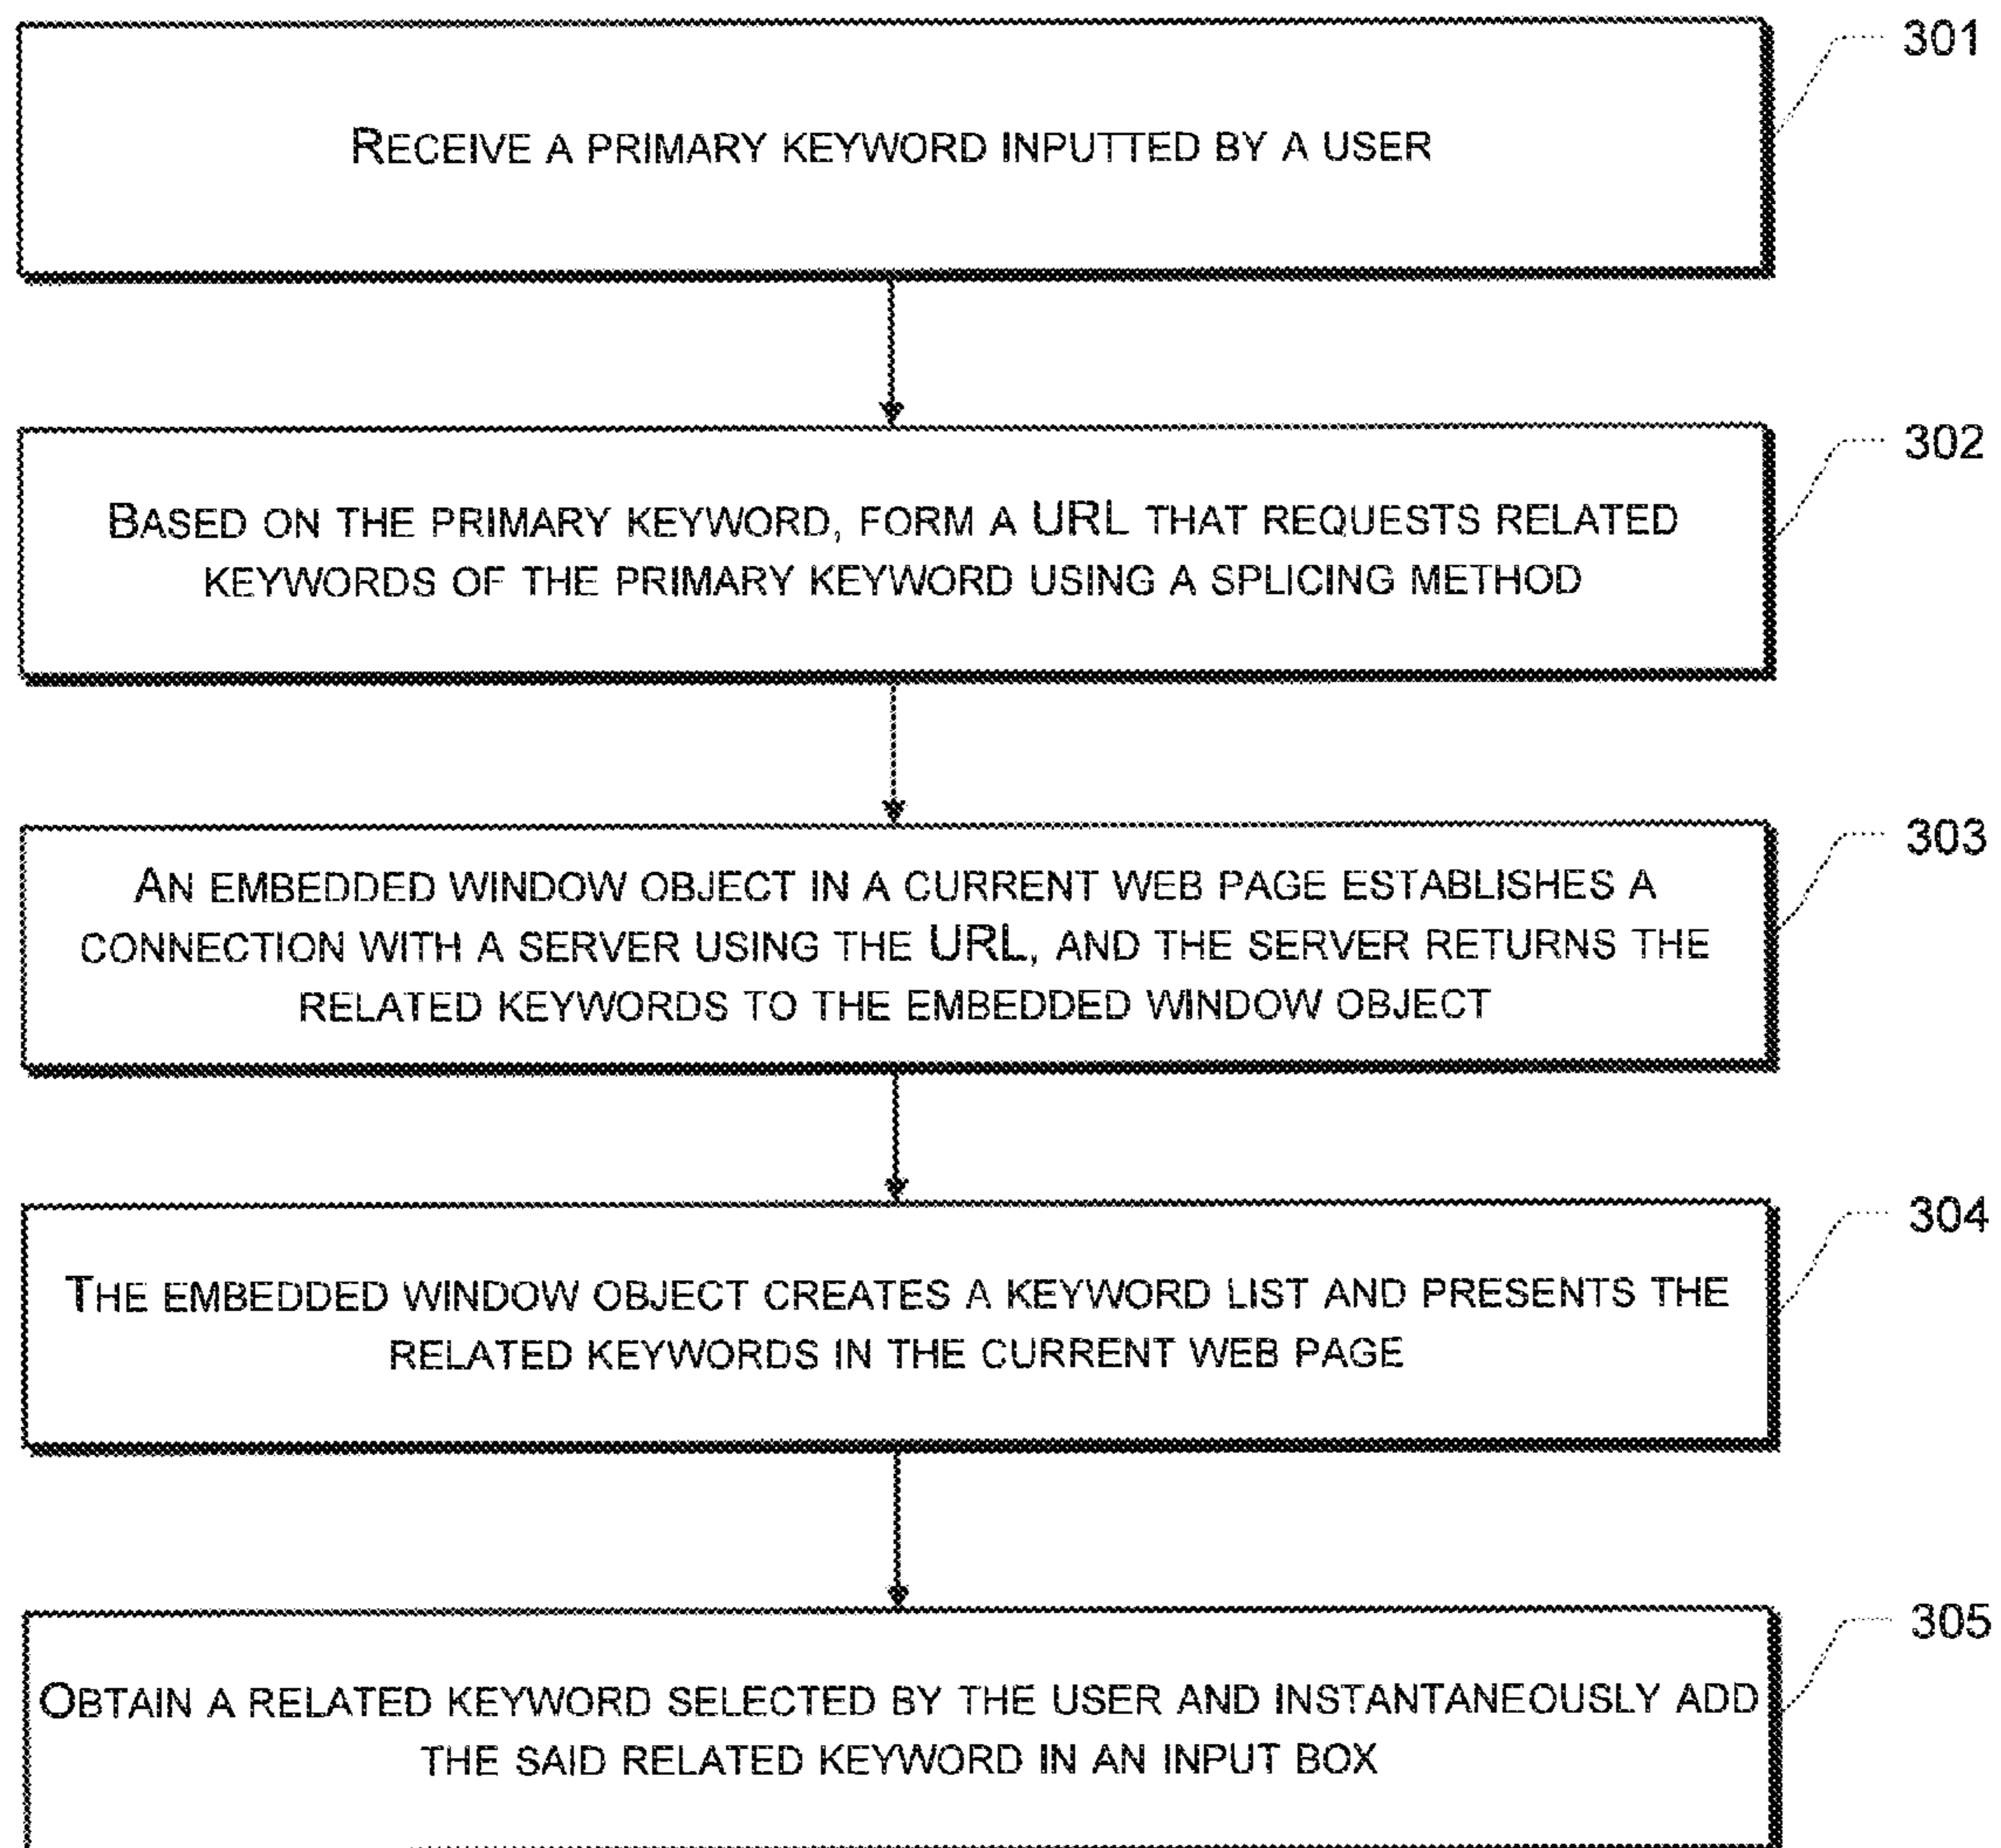 301
RECEIVE A PRIMARY KEYWORD INPUTTED BY A USER
302
BASED ON THE PRIMARY KEYWORD, FORM A URL THAT REQUESTS RELATED
KEYWORDS OF THE PRIMARY KEYWORD USING A SPLICING METHOD
303
AN EMBEDDED WINDOW OBJECT IN A CURRENT WEB PAGE ESTABLISHES A
CONNECTION WITH A SERVER USING THE URL, AND THE SERVER RETURNS THE
RELATED KEYWORDS TO THE EMBEDDED WINDOW OBJECT
304
THE EMBEDDED WINDOW OBJECT CREATES A KEYWORD LIST AND PRESENTS THE
RELATED KEYWORDS IN THE CURRENT WEB PAGE
305
OBTAIN A RELATED KEYWORD SELECTED BY THE USER AND INSTANTANEOUSLY ADD
THE SAID RELATED KEYWORD IN AN INPUT BOX